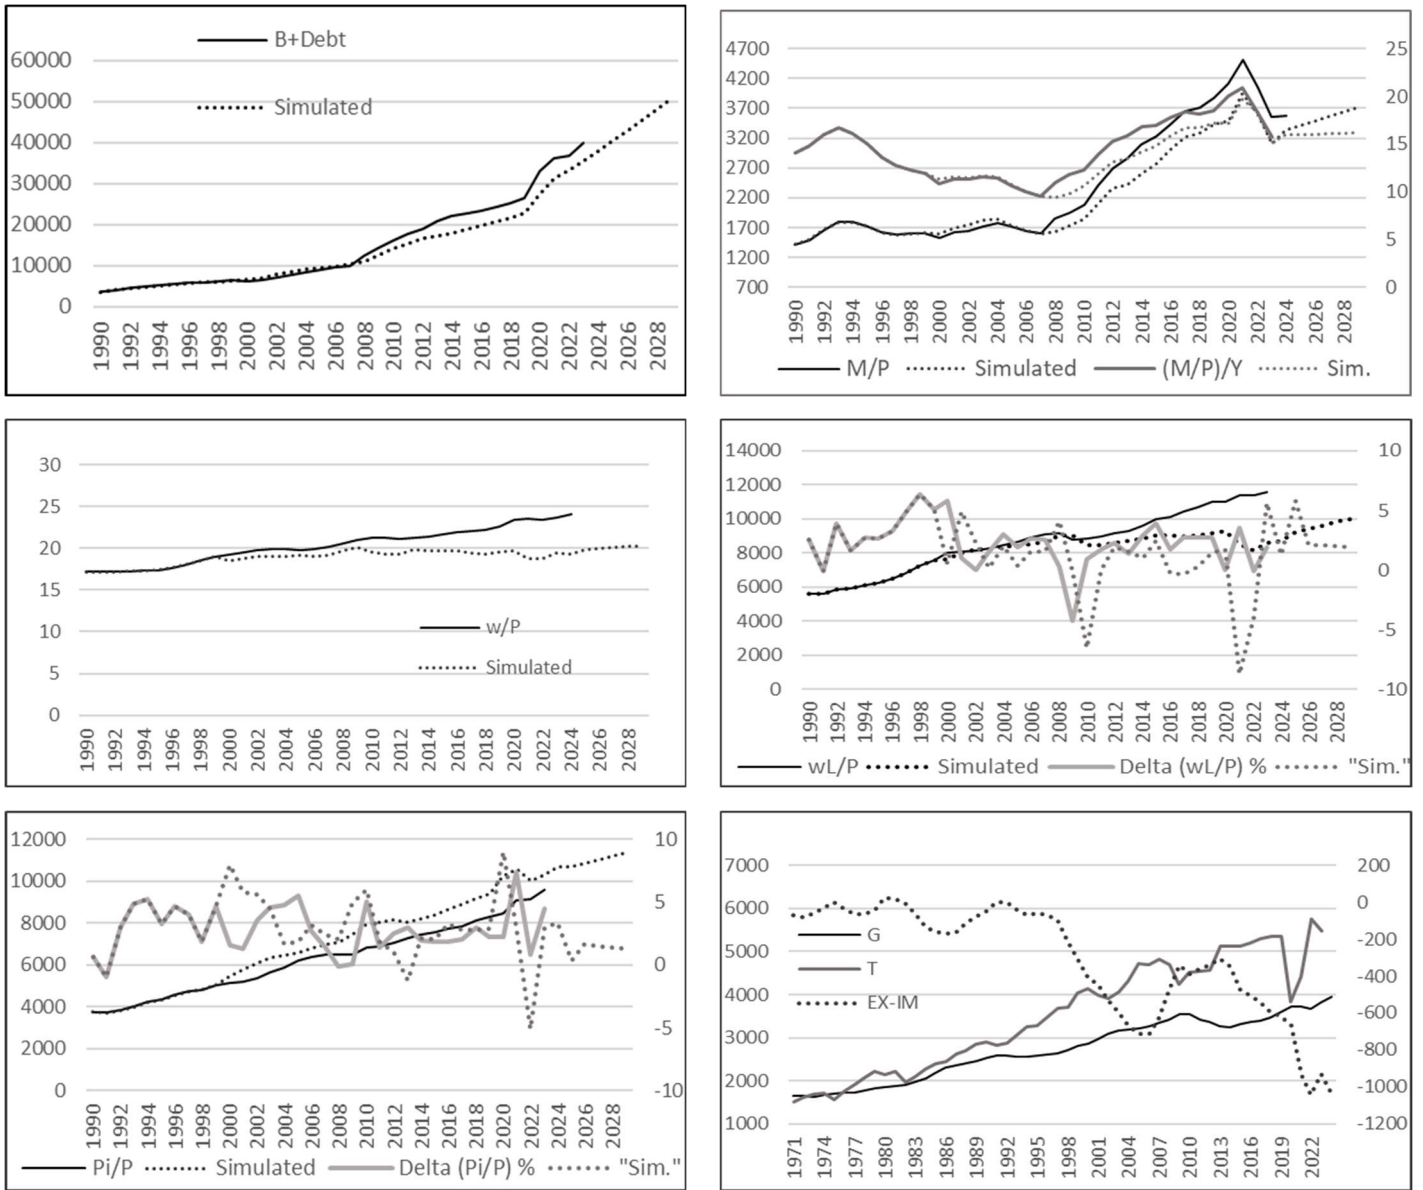 B+Debt
Simulated
60000
50000
40000
30000
20000
10000
0
1990 1992 1994 1996 1998 2000 2002 2004 2006 2008 2010 2012 2014 2016 2018 2020 2022 2024 2026 2028
4700 25
4200 20
3700
3200 15
2700
2200 10
1700 5
1200
700 0
1990 1992 1994 1996 1998 2000 2002 2004 2006 2008 2010 2012 2014 2016 2018 2020 2022 2024 2026 2028
M/P Simulated (M/P)/Y Sim.
30
25
20
15
10
5
0
w/P
Simulated
1990 1992 1994 1996 1998 2000 2002 2004 2006 2008 2010 2012 2014 2016 2018 2020 2022 2024 2026 2028
14000 10
12000
10000 5
8000
6000 0
4000 -5
2000
0 -10
1990 1992 1994 1996 1998 2000 2002 2004 2006 2008 2010 2012 2014 2016 2018 2020 2022 2024 2026 2028
wL/P Simulated Delta (wL/P) % "Sim."
12000 10
10000
8000 5
6000 0
4000
2000 -5
0 -10
1990 1992 1994 1996 1998 2000 2002 2004 2006 2008 2010 2012 2014 2016 2018 2020 2022 2024 2026 2028
Pi/P Simulated Delta (Pi/P) % "Sim."
7000 200
6000 0
5000 -200
4000 -400
3000 -600
2000 -800
1000 -1000
-1200
G
T
EX-IM
1971 1974 1977 1980 1983 1986 1989 1992 1995 1998 2001 2004 2007 2010 2013 2016 2019 2022